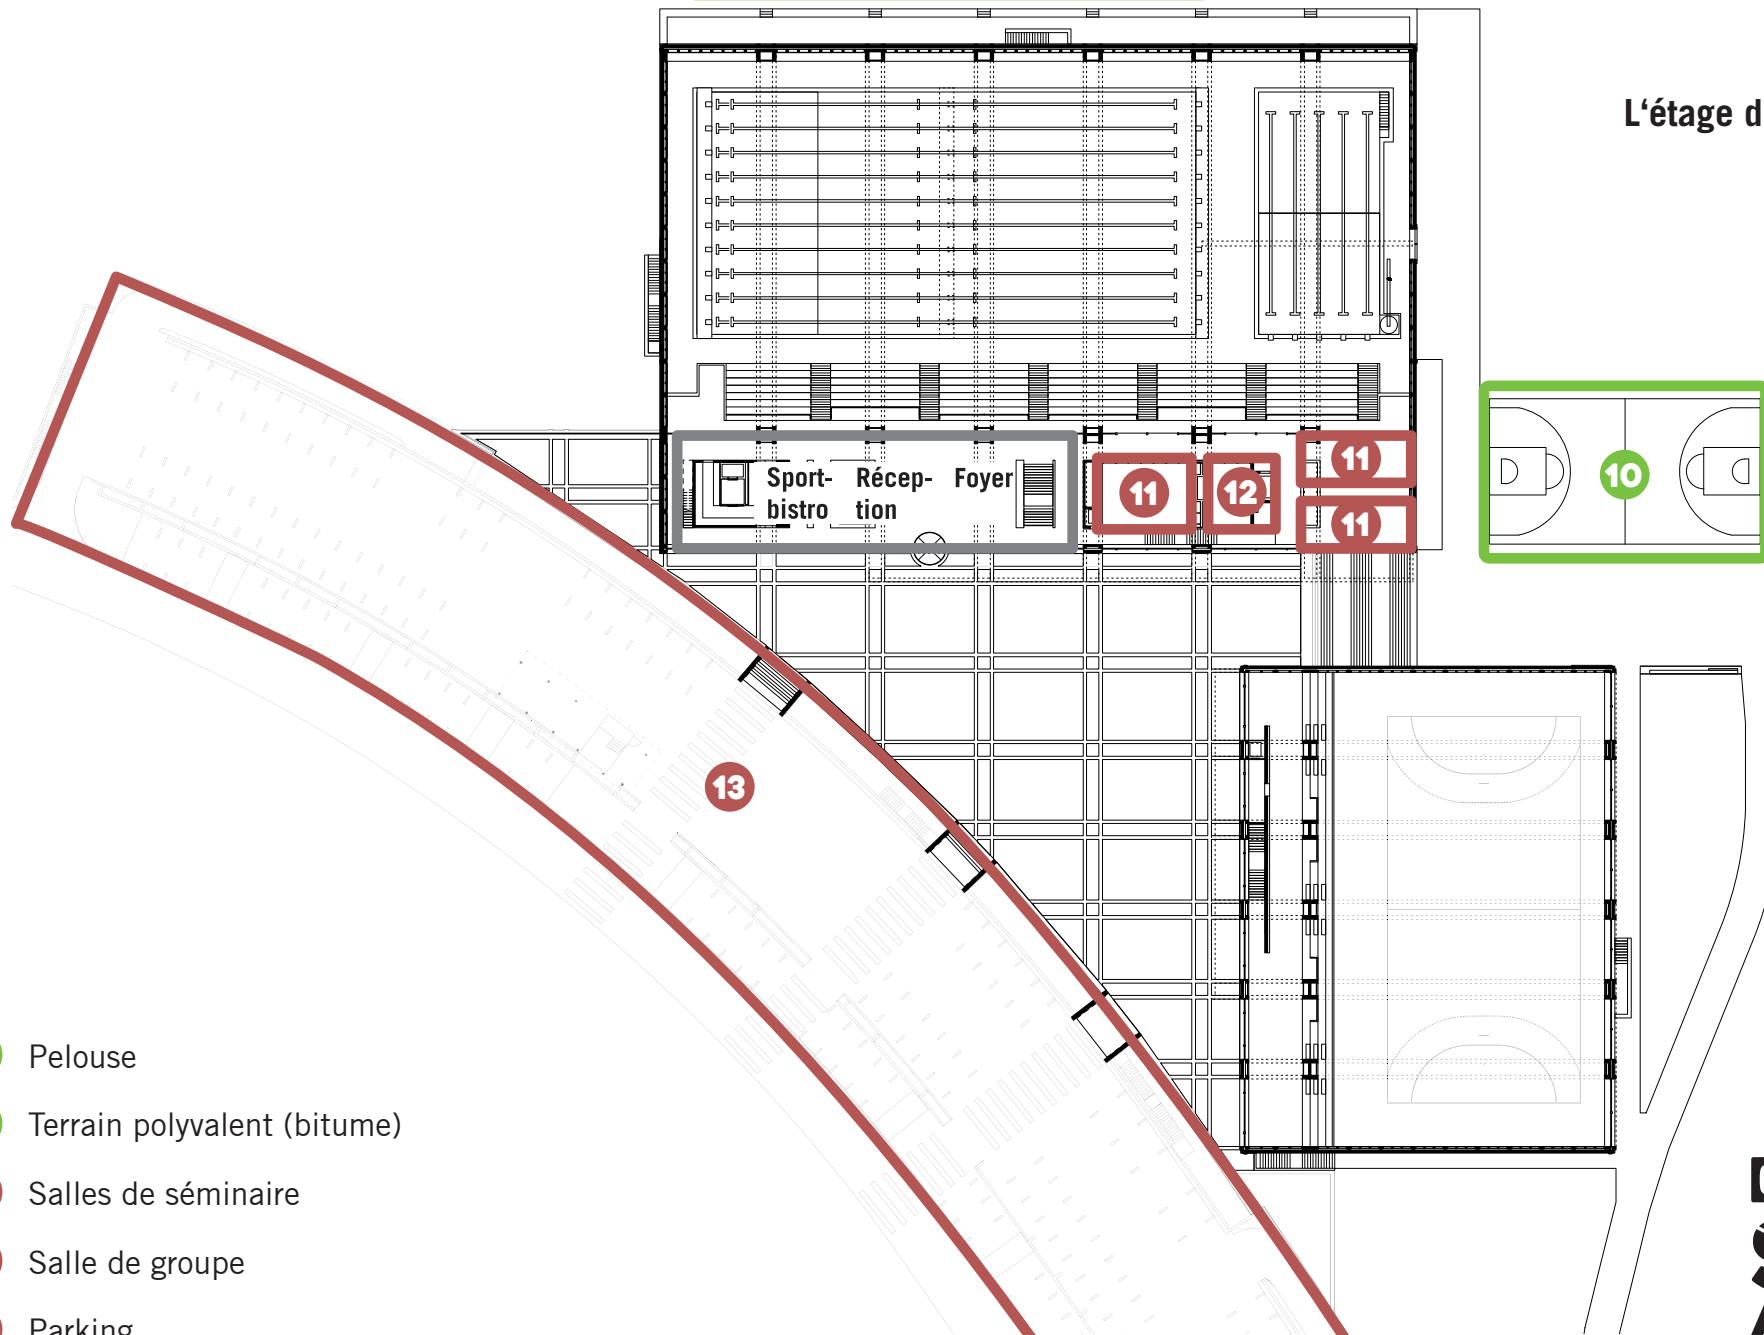 L‘étage d
Sport-
bistro
Récep-
tion
Foyer
11
12
11
11
10
13
Pelouse
Terrain polyvalent (bitume)
Salles de séminaire
Salle de groupe
Parking